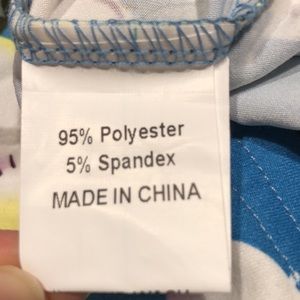 95% Polyester
5% Spandex
MADE IN CHINA